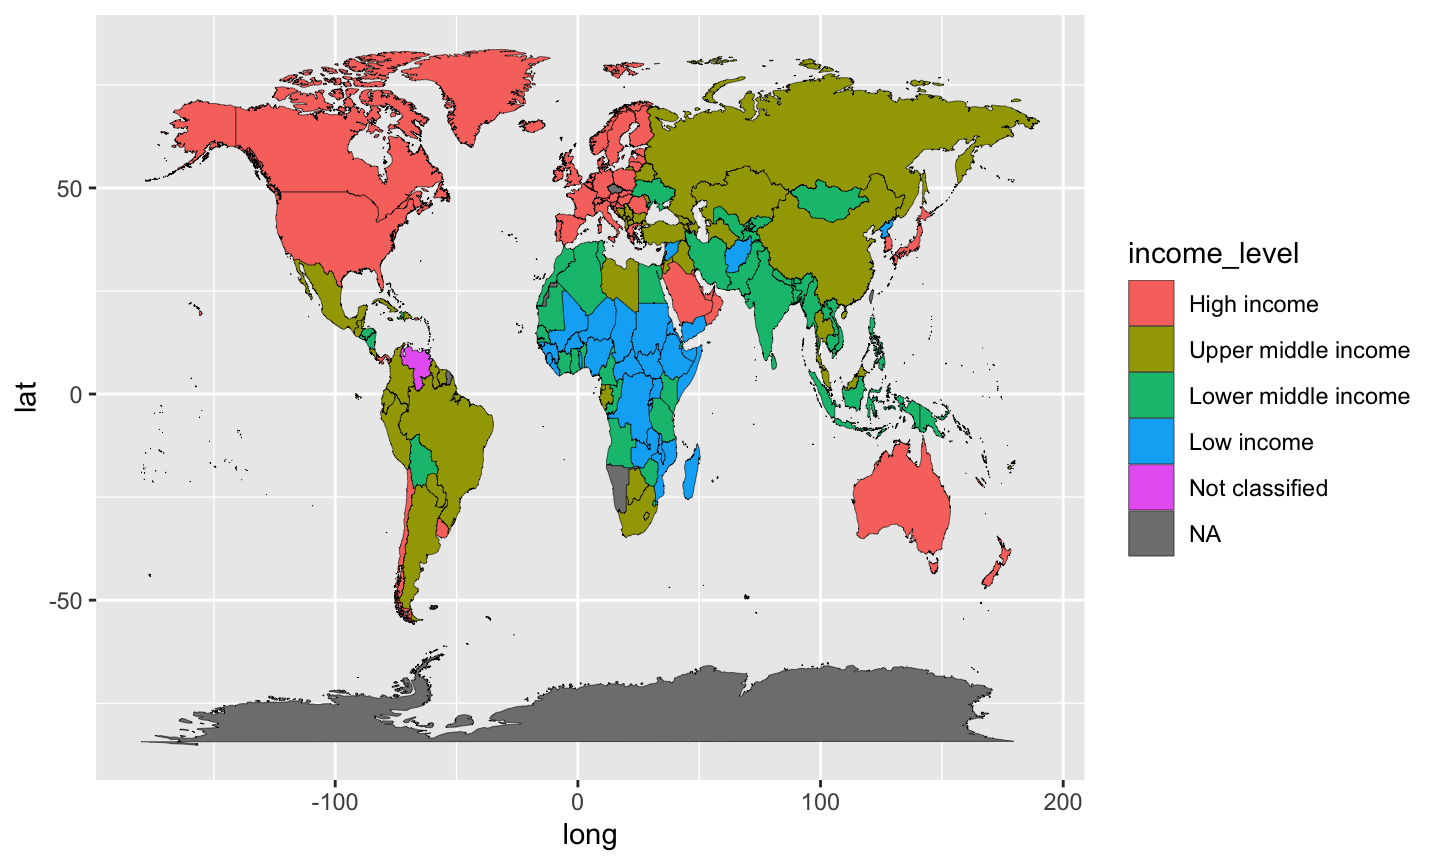 50
0
-50
lat
-100
0
100
200
long
income_level
High income
Upper middle income
Lower middle income
Low income
Not classified
NA